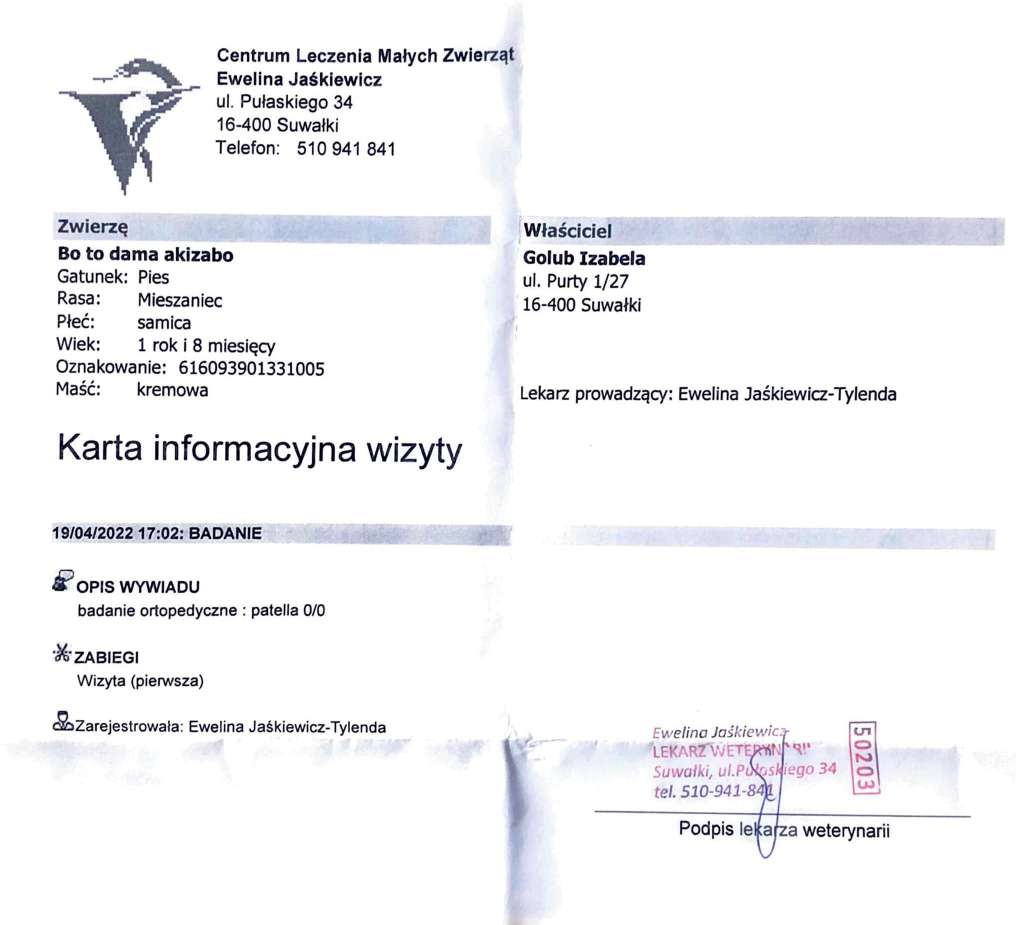 Centrum Leczenia Małych Zwierząt
Ewelina Jaśkiewicz
ul. Pułaskiego 34
16-400 Suwałki
Telefon: 510 941 841
Zwierzę
Bo to dama akizabo
Gatunek: Pies
Rasa: Mieszaniec
Płeć: samica
Wiek: 1 rok i 8 miesięcy
Oznakowanie: 616093901331005
Maść: kremowa
Właściciel
Golub Izabela
ul. Purty 1/27
16-400 Suwałki
Lekarz prowadzący: Ewelina Jaśkiewicz-Tylenda
Karta informacyjna wizyty
19/04/2022 17:02: BADANIE
OPIS WYWIADU
badanie ortopedyczne : patella 0/0
ZABIEGI
Wizyta (pierwsza)
Zarejestrowała: Ewelina Jaśkiewicz-Tylenda
Ewelina Jaśkiewicz
LEKARZ WETERYNARII
Suwałki, ul.Pułaskiego 34
tel. 510-941-841
50203
Podpis lekarza weterynarii